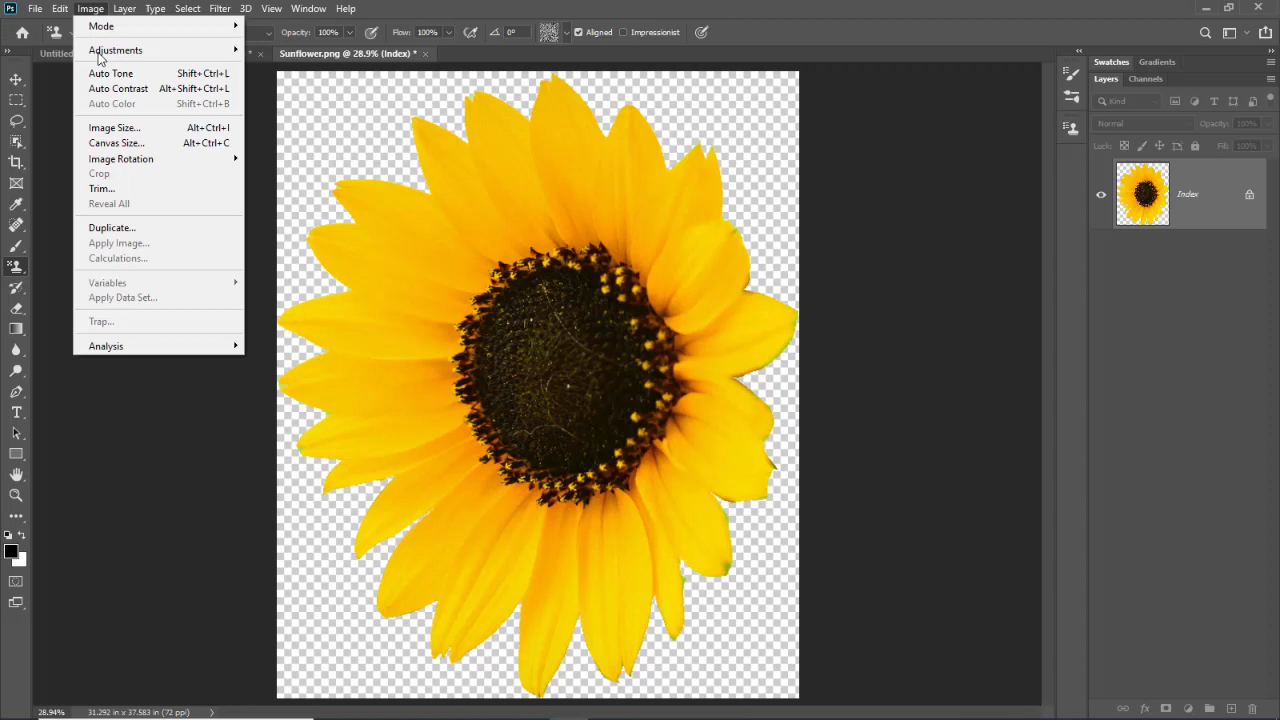 Ps File Edit Image Layer Type Select Filter 3D View Window Help
Opacity: 100% Flow: 100% 0° Aligned Impressionist
Untitled
Sunflower.png @ 28.9% (Index) *
Mode
Adjustments
Auto Tone Shift+Ctrl+L
Auto Contrast Alt+Shift+Ctrl+L
Auto Color Shift+Ctrl+B
Image Size... Alt+Ctrl+I
Canvas Size... Alt+Ctrl+C
Image Rotation
Crop
Trim...
Reveal All
Duplicate...
Apply Image...
Calculations...
Variables
Apply Data Set...
Trap...
Analysis
Swatches Gradients
Layers Channels
Kind
Normal Opacity: 100%
Lock: Fill: 100%
Index
28.94% 31.292 in x 37.583 in (72 ppi)